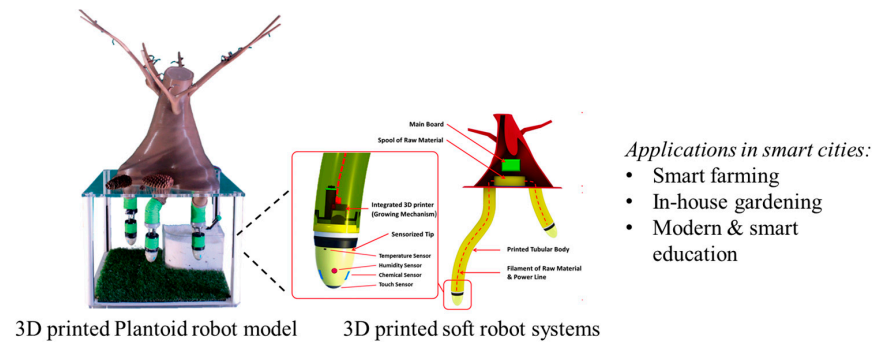 Main Board
Spool of Raw Material
Integrated 3D printer
(Growing Mechanism)
Sensorized Tip
Temperature Sensor
Humidity Sensor
Chemical Sensor
Touch Sensor
Printed Tubular Body
Filament of Raw Material
& Power Line
3D printed Plantoid robot model
3D printed soft robot systems
Applications in smart cities:
• Smart farming
• In-house gardening
• Modern & smart
education